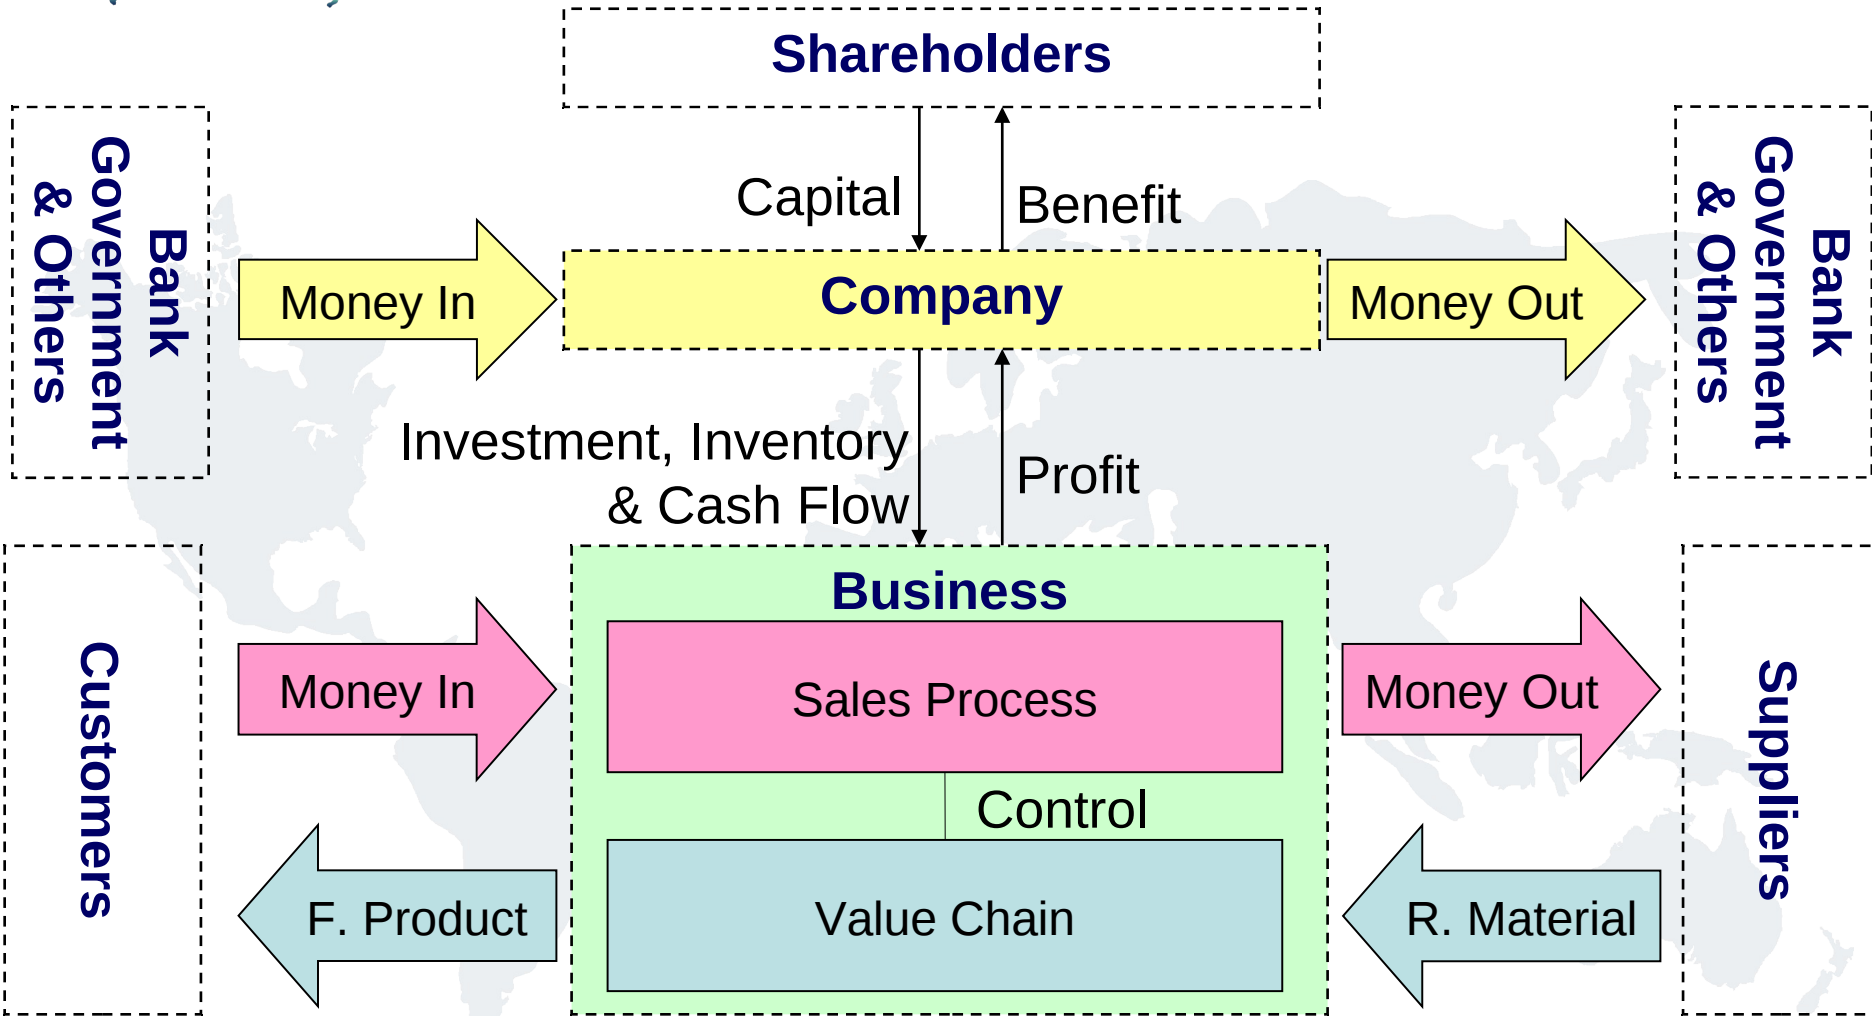 Shareholders
Bank
Government
& Others
Capital
Benefit
Bank
Government
& Others
Money In
Company
Money Out
Investment, Inventory
& Cash Flow
Profit
Customers
Business
Suppliers
Money In
Sales Process
Money Out
Control
F. Product
Value Chain
R. Material